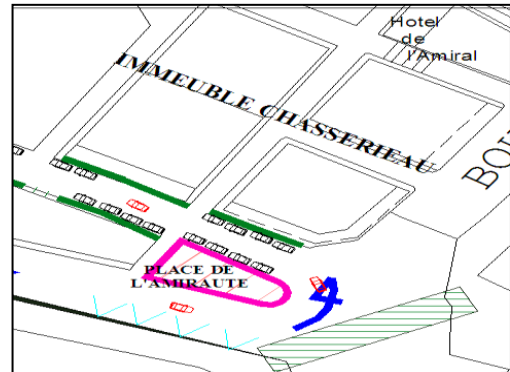 Hotel
de
l'Amiral
IMMEUBLE CHASSERIEAU
BOU
PLACE DE
L'AMIRAUTE